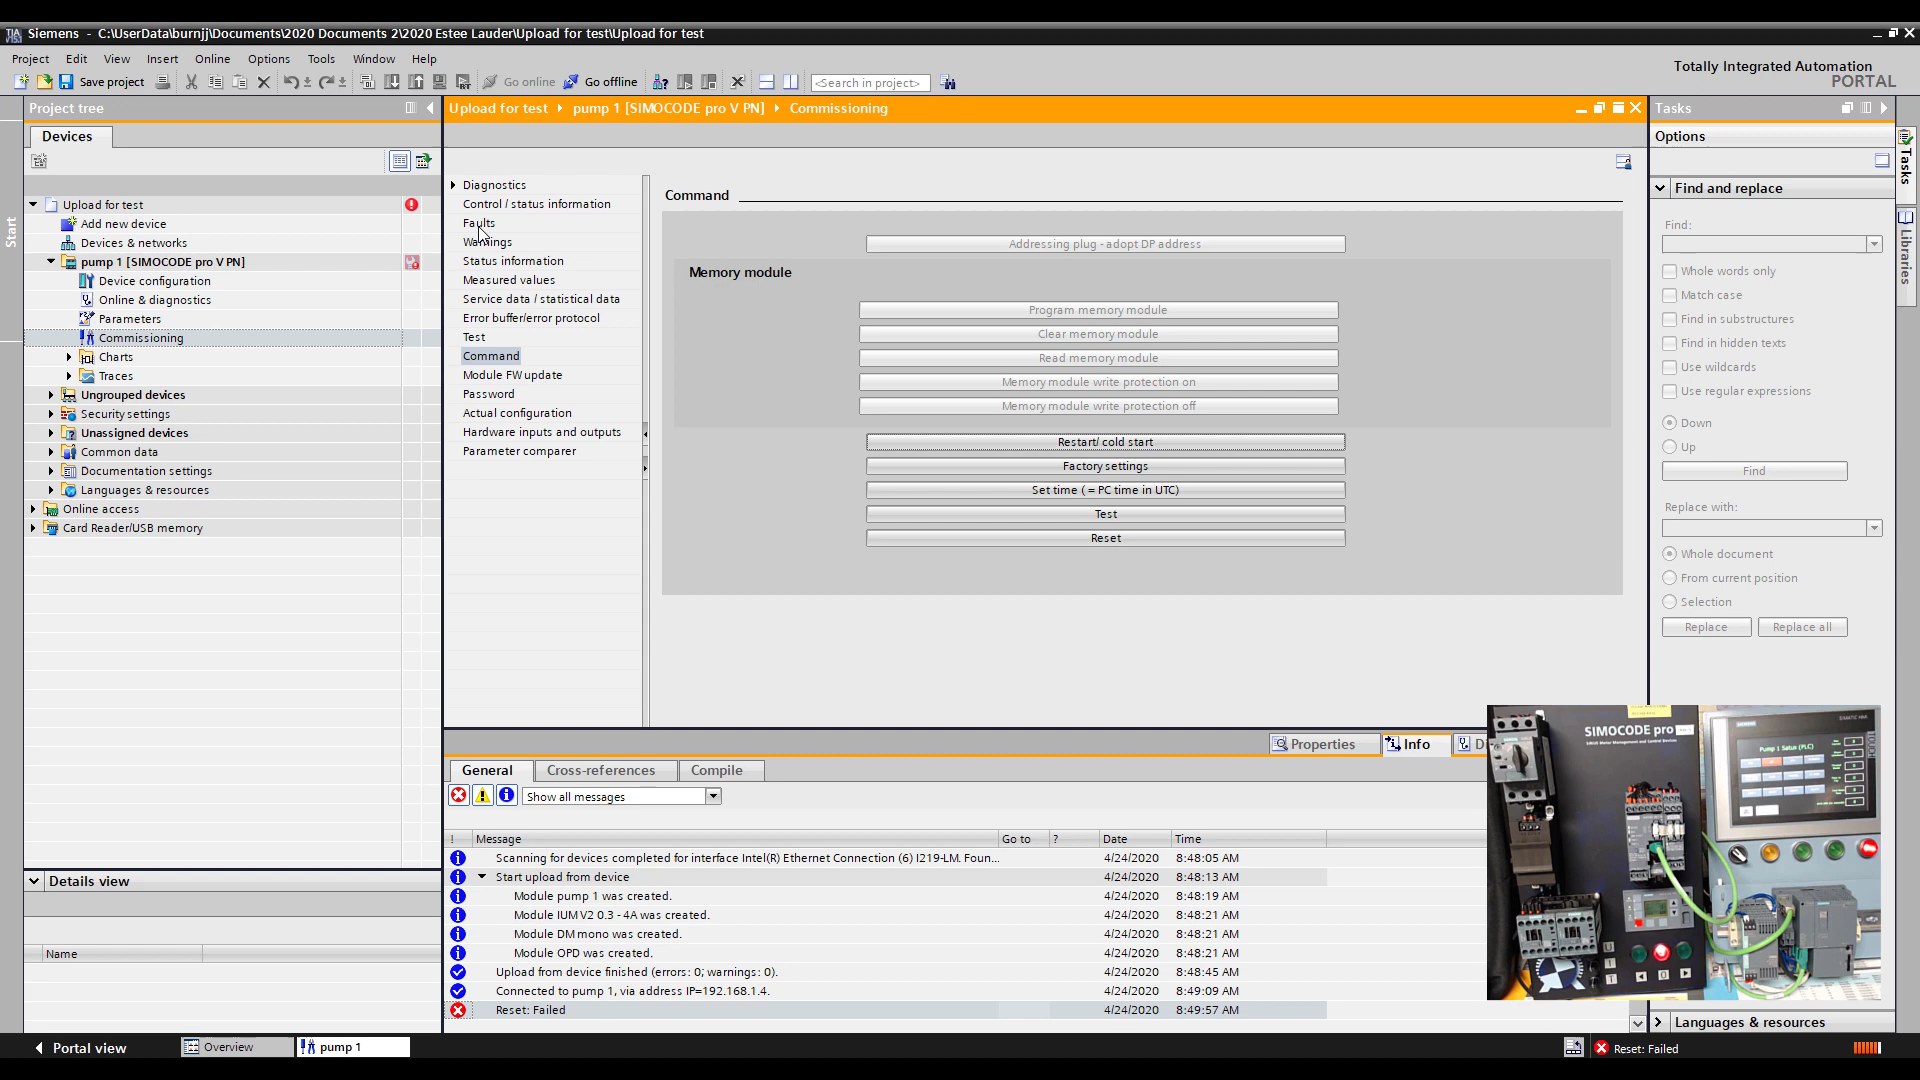 Siemens - C:\UserData\burnjj\Documents\2020 Documents 2\2020 Estee Lauder\Upload for test\Upload for test
Project Edit View Insert Online Options Tools Window Help
Totally Integrated Automation
PORTAL
Save project
Go online
Go offline
<Search in project>
Project tree
Upload for test
pump 1 [SIMOCODE pro V PN]
Commissioning
Tasks
Devices
Options
Start
Upload for test
Add new device
Devices & networks
pump 1 [SIMOCODE pro V PN]
Device configuration
Online & diagnostics
Parameters
Commissioning
Charts
Traces
Ungrouped devices
Security settings
Unassigned devices
Common data
Documentation settings
Languages & resources
Online access
Card Reader/USB memory
Details view
Name
Diagnostics
Control / status information
Faults
Warnings
Status information
Measured values
Service data / statistical data
Error buffer/error protocol
Test
Command
Module FW update
Password
Actual configuration
Hardware inputs and outputs
Parameter comparer
Command
Addressing plug - adopt DP address
Memory module
Program memory module
Clear memory module
Read memory module
Memory module write protection on
Memory module write protection off
Restart/ cold start
Factory settings
Set time ( = PC time in UTC)
Test
Reset
Find and replace
Find:
Whole words only
Match case
Find in substructures
Find in hidden texts
Use wildcards
Use regular expressions
Down
Up
Find
Replace with:
Whole document
From current position
Selection
Replace
Replace all
Tasks
Libraries
Properties
Info
Di
General
Cross-references
Compile
Show all messages
! Message Go to ? Date Time
Scanning for devices completed for interface Intel(R) Ethernet Connection (6) I219-LM. Foun... 4/24/2020 8:48:05 AM
Start upload from device 4/24/2020 8:48:13 AM
Module pump 1 was created. 4/24/2020 8:48:19 AM
Module IUM V2 0.3 - 4A was created. 4/24/2020 8:48:21 AM
Module DM mono was created. 4/24/2020 8:48:21 AM
Module OPD was created. 4/24/2020 8:48:21 AM
Upload from device finished (errors: 0; warnings: 0). 4/24/2020 8:48:45 AM
Connected to pump 1, via address IP=192.168.1.4. 4/24/2020 8:49:09 AM
Reset: Failed 4/24/2020 8:49:57 AM
SIMOCODE pro
SIEMENS
SIMATIC HMI
Pump 1 Satus (PLC)
Languages & resources
Portal view
Overview
pump 1
Reset: Failed